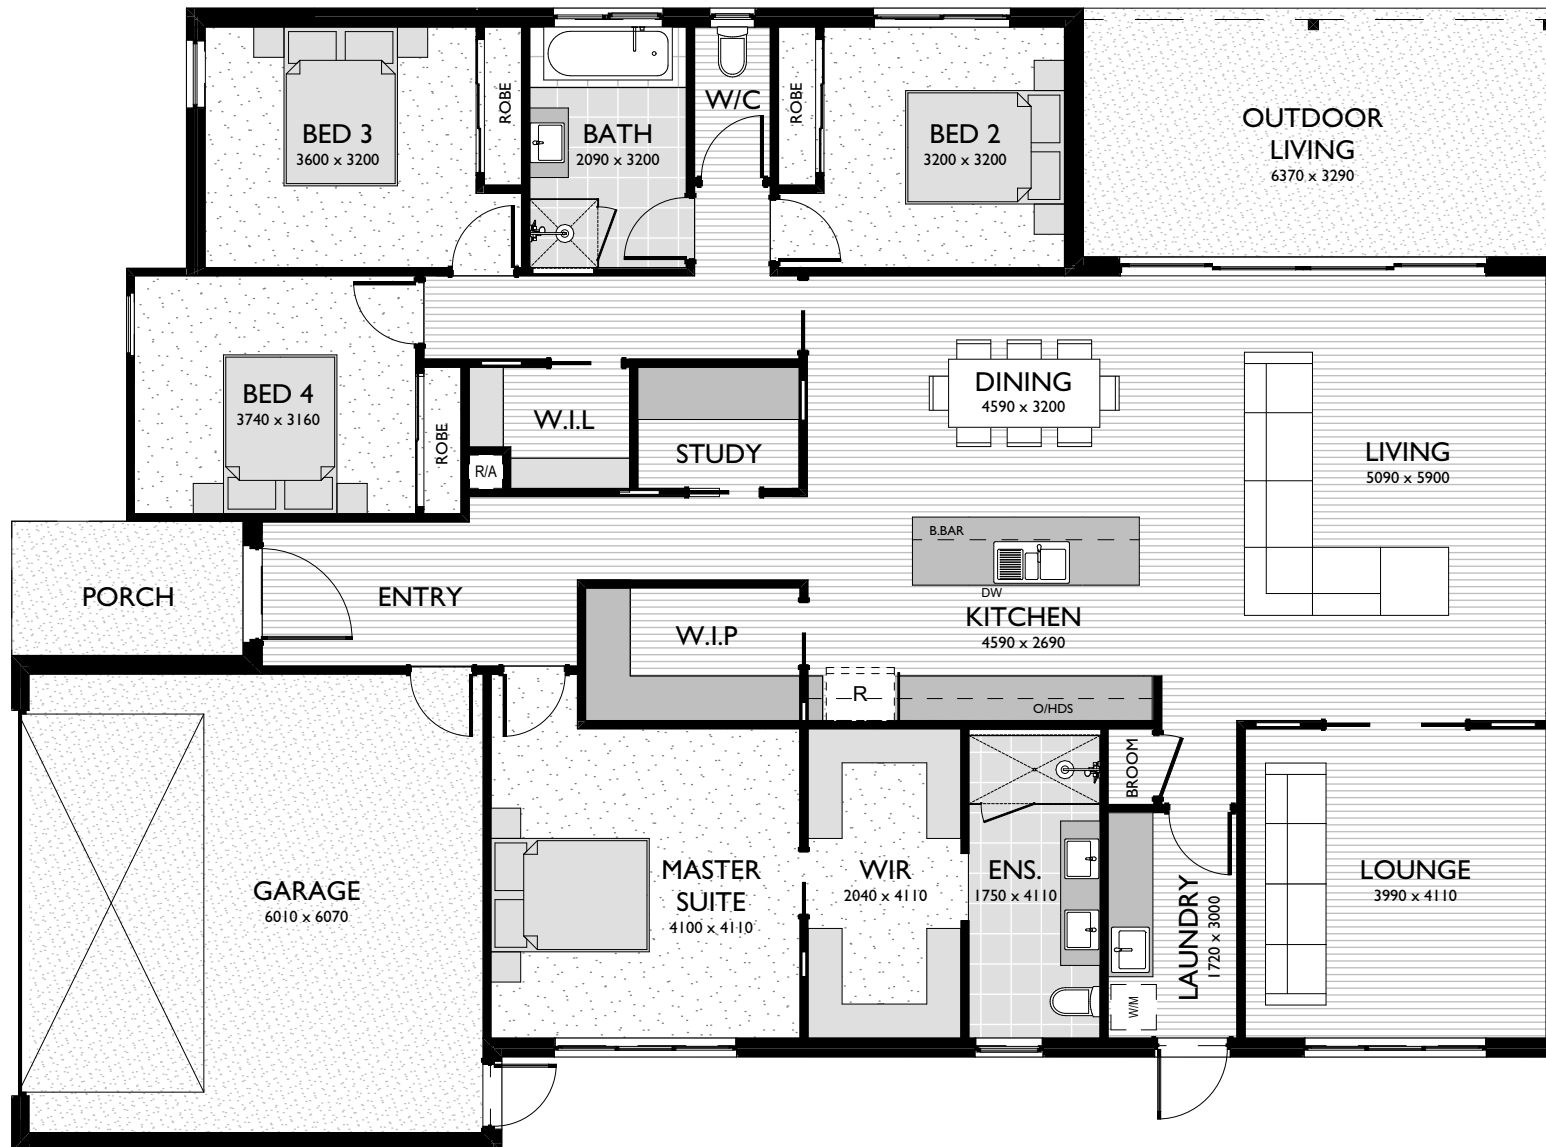 BED 3
3600 x 3200
ROBE
BATH
2090 x 3200
W/C
ROBE
BED 2
3200 x 3200
OUTDOOR
LIVING
6370 x 3290
BED 4
3740 x 3160
ROBE
W.I.L
R/A
STUDY
DINING
4590 x 3200
LIVING
5090 x 5900
B.BAR
DW
KITCHEN
4590 x 2690
PORCH
ENTRY
W.I.P
R
O/HDS
BROOM
GARAGE
6010 x 6070
MASTER
SUITE
4100 x 4110
WIR
2040 x 4110
ENS.
1750 x 4110
LAUNDRY
1720 x 3000
W/M
LOUNGE
3990 x 4110